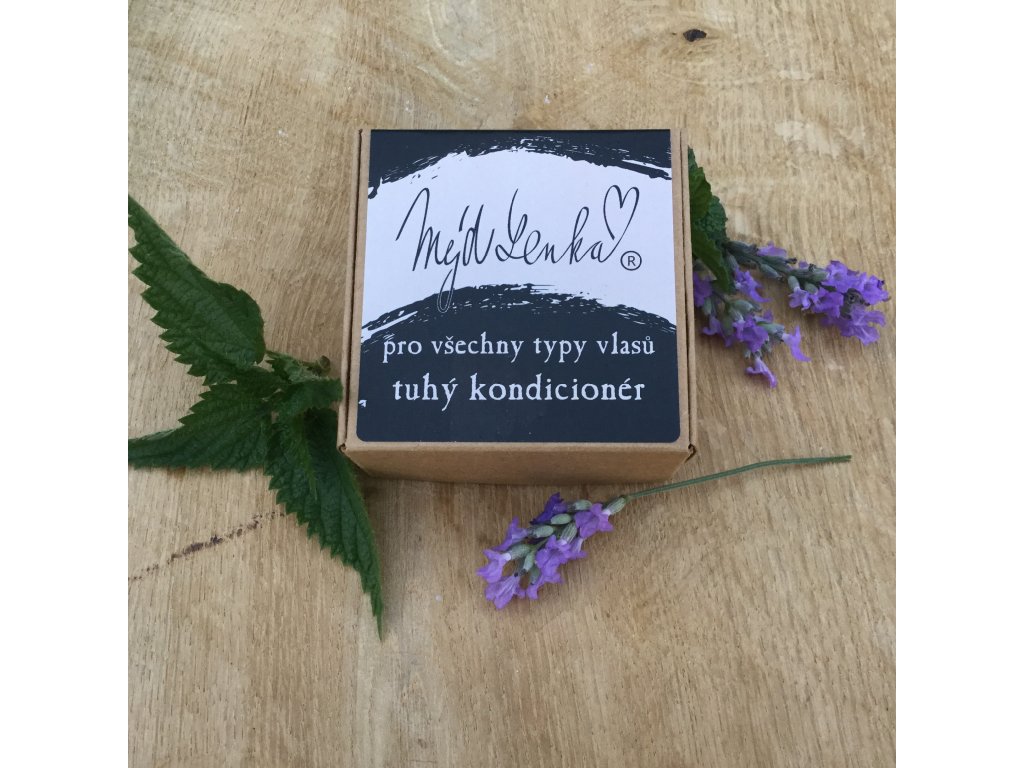 Mýdlenka ®
pro všechny typy vlasů
tuhý kondicionér